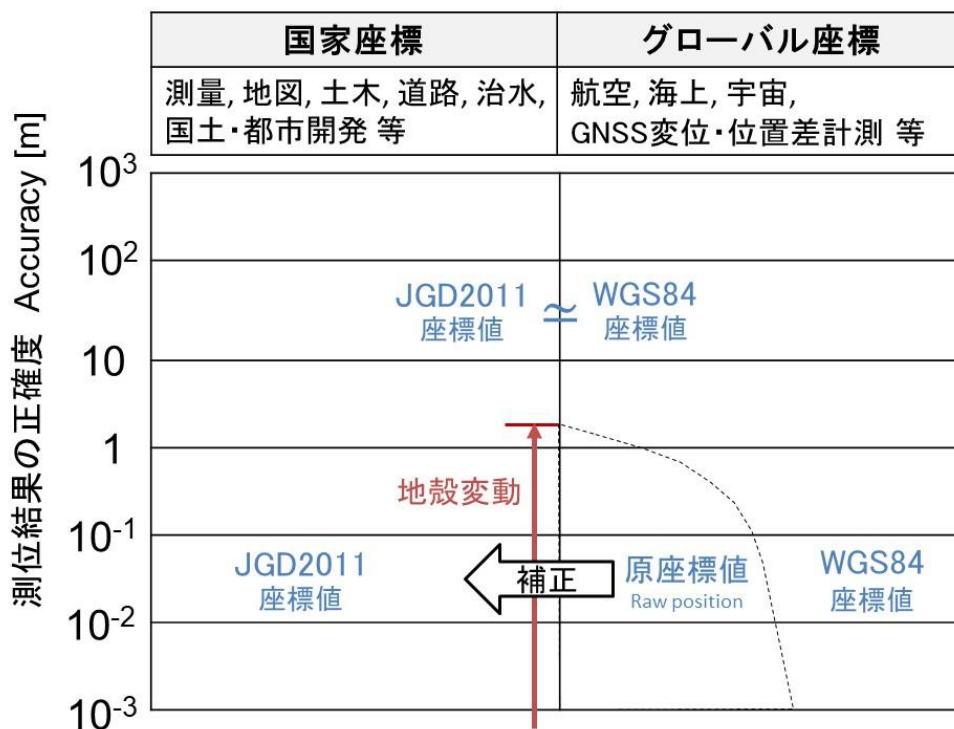 国家座標
グローバル座標
測量, 地図, 土木, 道路, 治水,
国土・都市開発 等
航空, 海上, 宇宙,
GNSS変位・位置差計測 等
測位結果の正確度 Accuracy [m]
10³
10²
10
1
10⁻¹
10⁻²
10⁻³
JGD2011
座標値
≃
WGS84
座標値
地殻変動
JGD2011
座標値
補正
原座標値
Raw position
WGS84
座標値